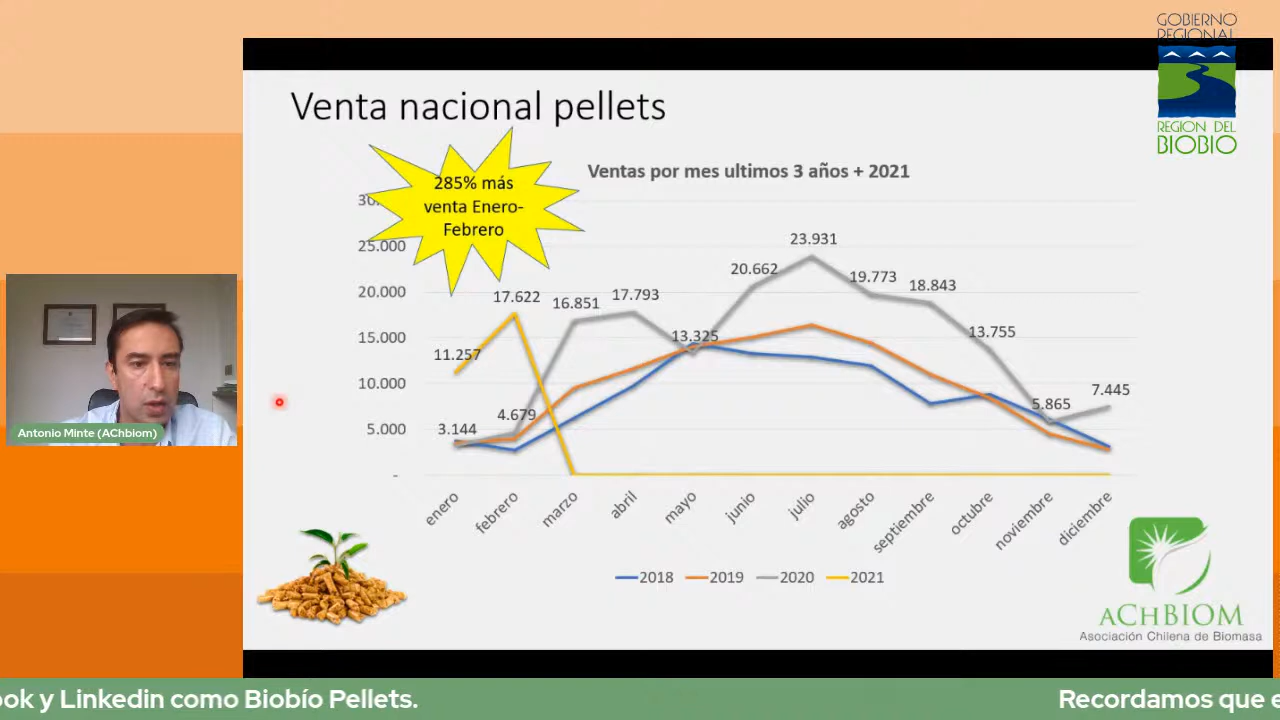 GOBIERNO
REGIONAL
REGION DEL
BIOBIO
Venta nacional pellets
285% más
venta Enero-
Febrero
Ventas por mes ultimos 3 años + 2021
25.000
20.000
15.000
10.000
5.000
-
11.257
17.622
3.144
4.679
16.851
17.793
13.325
20.662
23.931
19.773
18.843
13.755
5.865
7.445
enero
febrero
marzo
abril
mayo
junio
julio
agosto
septiembre
octubre
noviembre
diciembre
2018 2019 2020 2021
Antonio Minte (AChbiom)
ACHBIOM
Asociación Chilena de Biomasa
ook y Linkedin como Biobío Pellets.
Recordamos que e